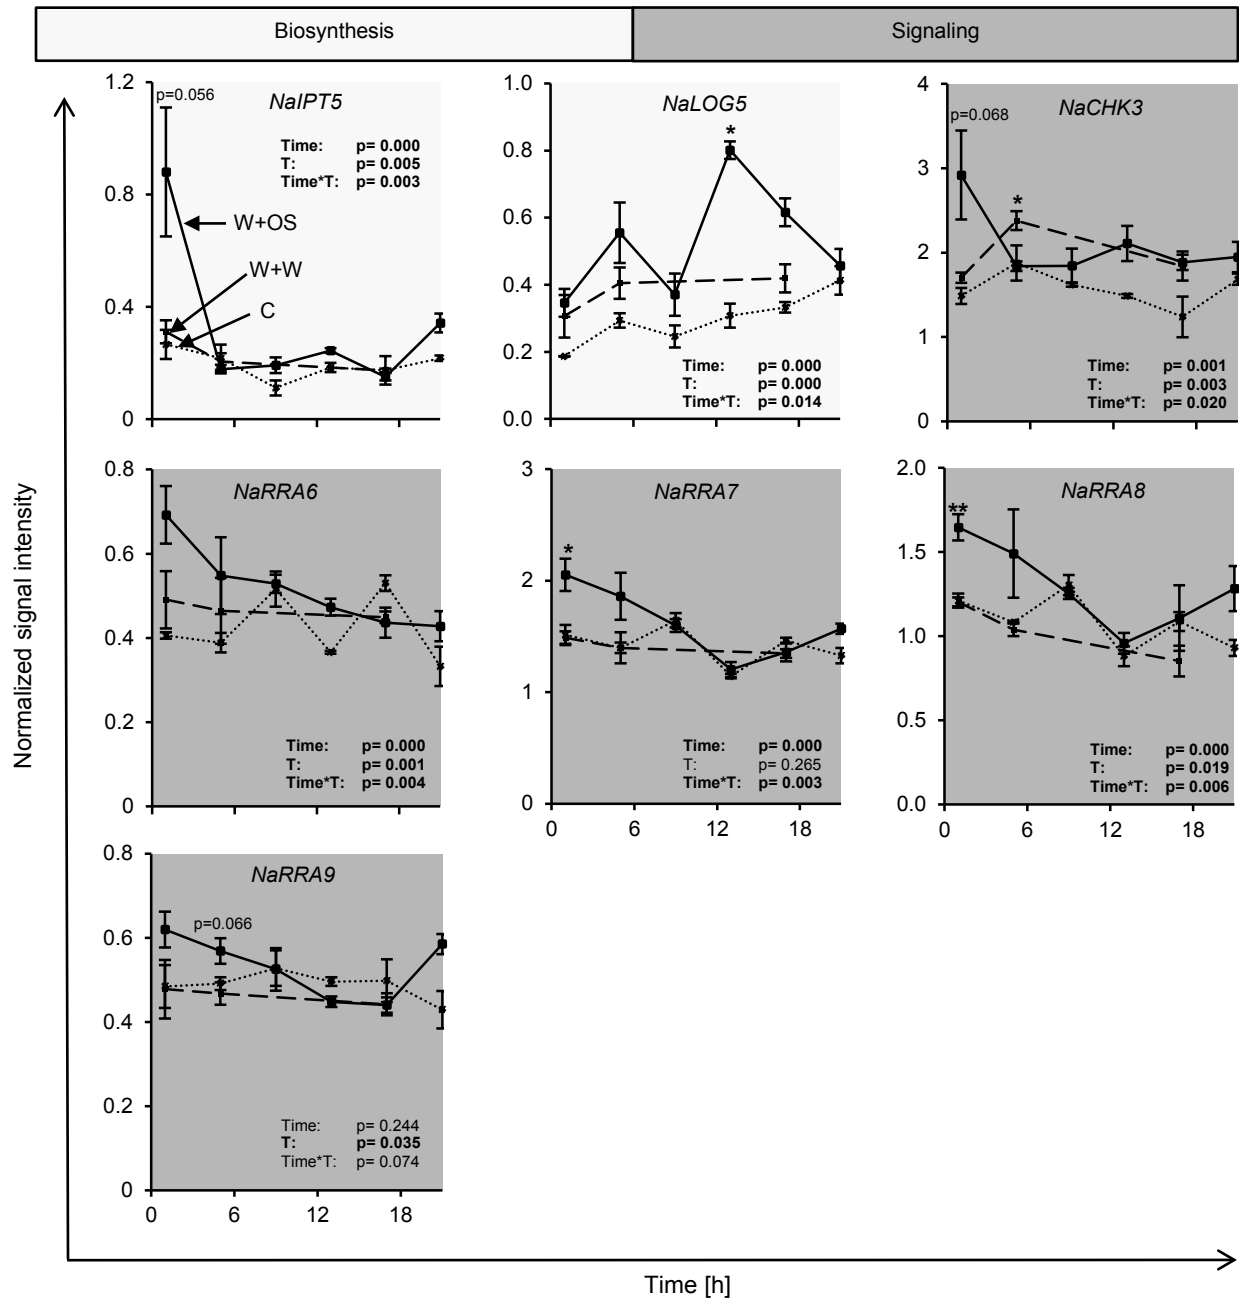 Biosynthesis
Signaling
Normalized signal intensity
NaIPT5
1.2
0.8
0.4
0
p=0.056
Time: p= 0.000
T: p= 0.005
Time*T: p= 0.003
W+OS
W+W
C
NaLOG5
1.0
0.8
0.6
0.4
0.2
0.0
*
Time: p= 0.000
T: p= 0.000
Time*T: p= 0.014
NaCHK3
4
3
2
1
0
p=0.068
*
Time: p= 0.001
T: p= 0.003
Time*T: p= 0.020
NaRRA6
0.8
0.6
0.4
0.2
0
Time: p= 0.000
T: p= 0.001
Time*T: p= 0.004
NaRRA7
3
2
1
0
*
Time: p= 0.000
T: p= 0.265
Time*T: p= 0.003
0 6 12 18
NaRRA8
2.0
1.5
1.0
0.5
0.0
**
Time: p= 0.000
T: p= 0.019
Time*T: p= 0.006
0 6 12 18
NaRRA9
0.8
0.6
0.4
0.2
0
p=0.066
Time: p= 0.244
T: p= 0.035
Time*T: p= 0.074
0 6 12 18
Time [h]